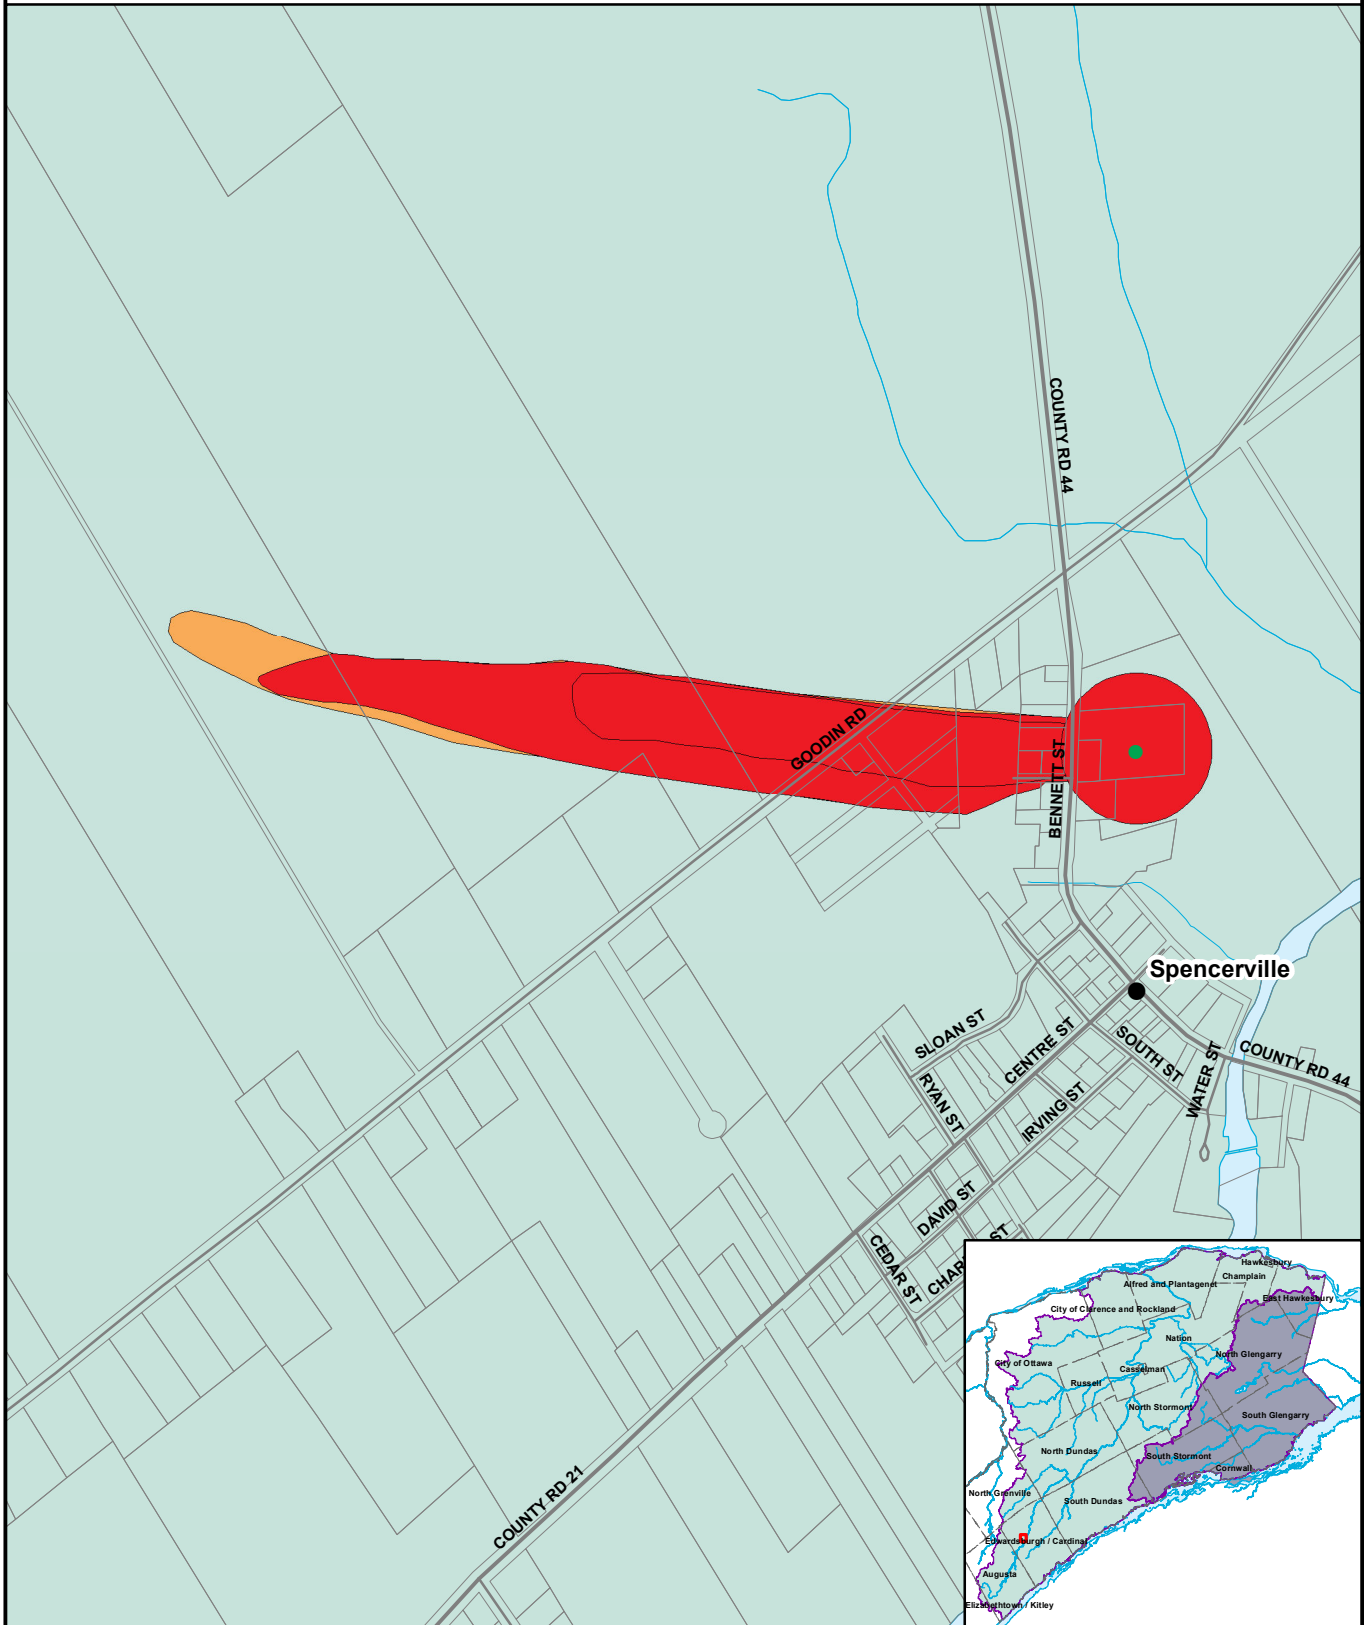 COUNTY RD 44
GOODIN RD
BENNETT ST
Spencerville
SLOAN ST
CENTRE ST
SOUTH ST
WATER ST
COUNTY RD 44
RYAN ST
IRVING ST
DAVID ST
CEDAR ST
COUNTY RD 21
Hawkesbury
Champlain
Alfred and Plantagenet
East Hawkesbury
City of Clarence and Rockland
Nation
North Glengarry
City of Ottawa
Casselman
Russell
North Stormont
South Glengarry
North Dundas
South Stormont
Cornwall
North Grenville
South Dundas
Edwardsburgh / Cardinal
Augusta
Elizabethtown / Kitley